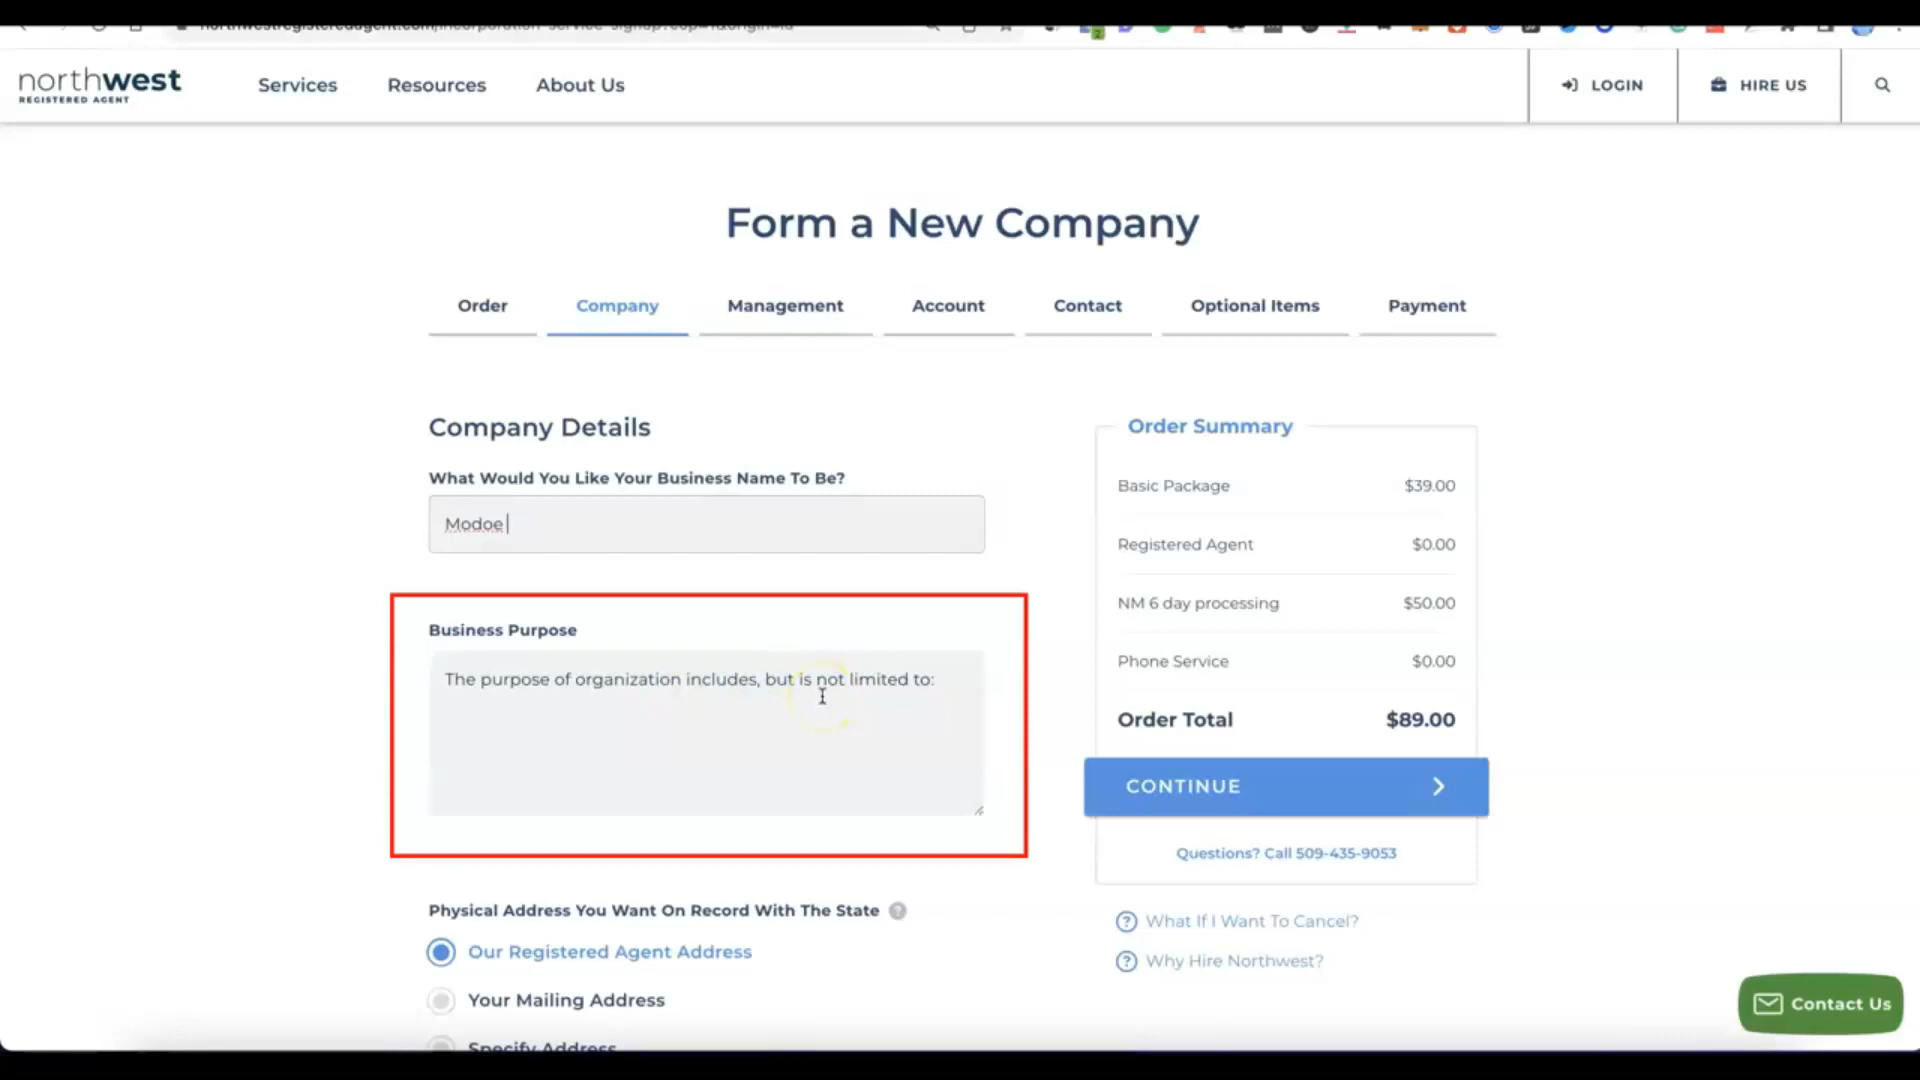 northwest
REGISTERED AGENT
Services
Resources
About Us
LOGIN
HIRE US
Form a New Company
Order
Company
Management
Account
Contact
Optional Items
Payment
Company Details
What Would You Like Your Business Name To Be?
Modoe
Business Purpose
The purpose of organization includes, but is not limited to:
Physical Address You Want On Record With The State ?
Our Registered Agent Address
Your Mailing Address
Specify Address
Order Summary
Basic Package $39.00
Registered Agent $0.00
NM 6 day processing $50.00
Phone Service $0.00
Order Total $89.00
CONTINUE
Questions? Call 509-435-9053
? What If I Want To Cancel?
? Why Hire Northwest?
Contact Us